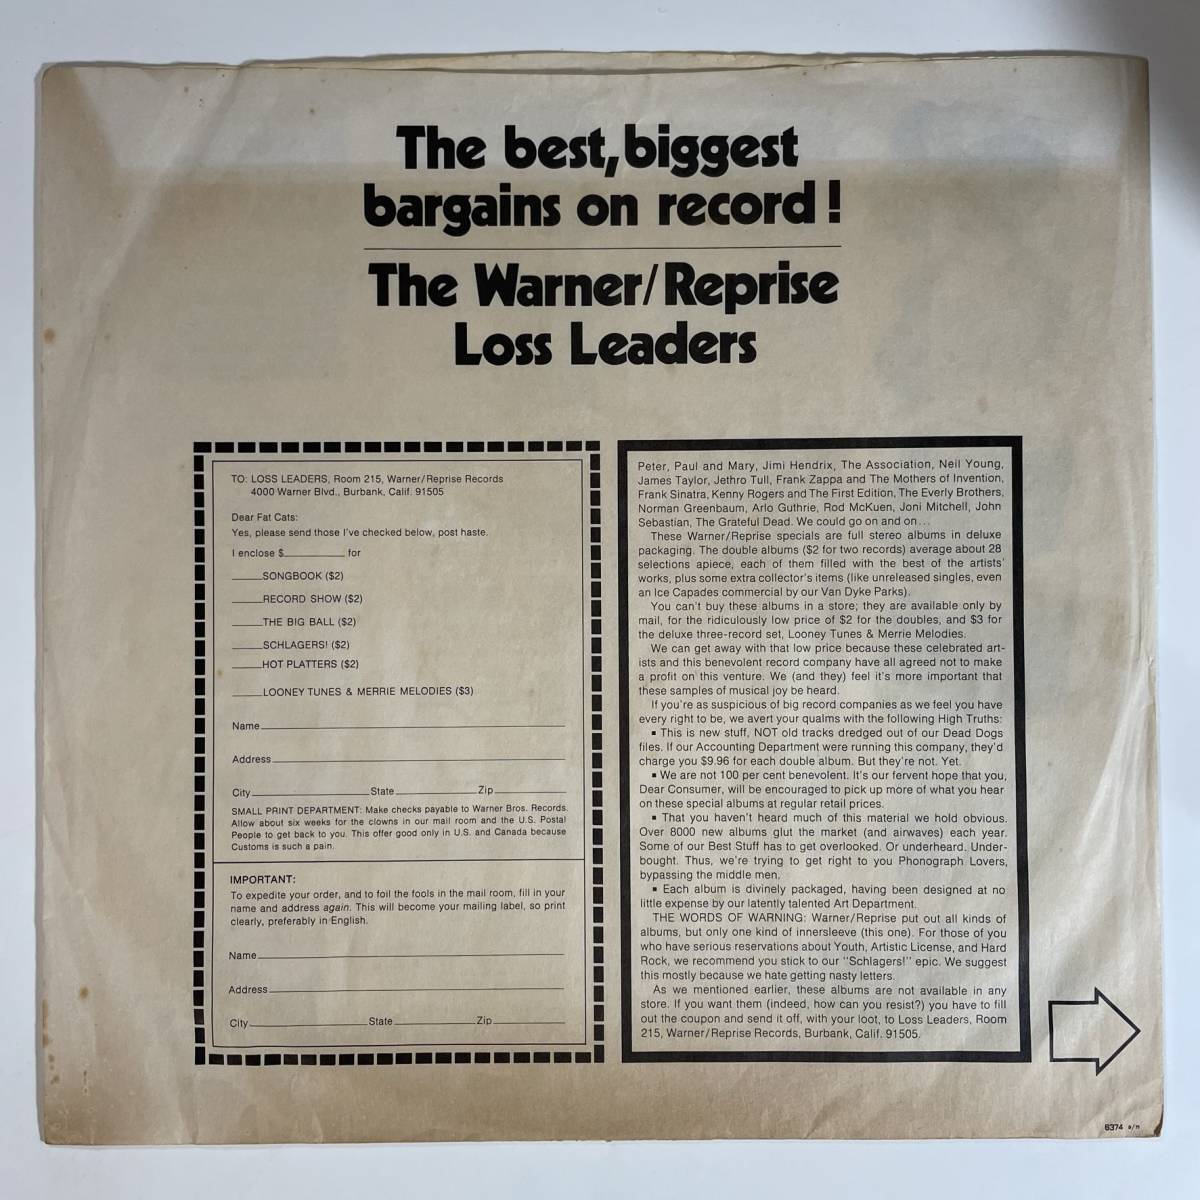 The best, biggest
bargains on record!
The Warner/Reprise
Loss Leaders
TO: LOSS LEADERS, Room 215, Warner/Reprise Records
4000 Warner Blvd., Burbank, Calif. 91505
Dear Fat Cats:
Yes, please send those I've checked below, post haste.
I enclose $ for
SONGBOOK ($2)
RECORD SHOW ($2)
THE BIG BALL ($2)
SCHLAGERS! ($2)
HOT PLATTERS ($2)
LOONEY TUNES & MERRIE MELODIES ($3)
Name
Address
City State Zip
SMALL PRINT DEPARTMENT: Make checks payable to Warner Bros. Records.
Allow about six weeks for the clowns in our mail room and the U.S. Postal
People to get back to you. This offer good only in U.S. and Canada because
Customs is such a pain.
IMPORTANT:
To expedite your order, and to foil the fools in the mail room, fill in your
name and address again. This will become your mailing label, so print
clearly, preferably in English.
Name
Address
City State Zip
Peter, Paul and Mary, Jimi Hendrix, The Association, Neil Young,
James Taylor, Jethro Tull, Frank Zappa and The Mothers of Invention,
Frank Sinatra, Kenny Rogers and The First Edition, The Everly Brothers,
Norman Greenbaum, Arlo Guthrie, Rod McKuen, Joni Mitchell, John
Sebastian, The Grateful Dead. We could go on and on...
These Warner/Reprise specials are full stereo albums in deluxe
packaging. The double albums ($2 for two records) average about 28
selections apiece, each of them filled with the best of the artists'
works, plus some extra collector's items (like unreleased singles, even
an Ice Capades commercial by our Van Dyke Parks).
You can't buy these albums in a store; they are available only by
mail, for the ridiculously low price of $2 for the doubles, and $3 for
the deluxe three-record set, Looney Tunes & Merrie Melodies.
We can get away with that low price because these celebrated art-
ists and this benevolent record company have all agreed not to make
a profit on this venture. We (and they) feel it's more important that
these samples of musical joy be heard.
If you're as suspicious of big record companies as we feel you have
every right to be, we avert your qualms with the following High Truths:
▪ This is new stuff, NOT old tracks dredged out of our Dead Dogs
files. If our Accounting Department were running this company, they'd
charge you $9.96 for each double album. But they're not. Yet.
▪ We are not 100 per cent benevolent. It's our fervent hope that you,
Dear Consumer, will be encouraged to pick up more of what you hear
on these special albums at regular retail prices.
▪ That you haven't heard much of this material we hold obvious.
Over 8000 new albums glut the market (and airwaves) each year.
Some of our Best Stuff has to get overlooked. Or underheard. Under-
bought. Thus, we're trying to get right to you Phonograph Lovers,
bypassing the middle men.
▪ Each album is divinely packaged, having been designed at no
little expense by our latently talented Art Department.
THE WORDS OF WARNING: Warner/Reprise put out all kinds of
albums, but only one kind of innersleeve (this one). For those of you
who have serious reservations about Youth, Artistic License, and Hard
Rock, we recommend you stick to our "Schlagers!" epic. We suggest
this mostly because we hate getting nasty letters.
As we mentioned earlier, these albums are not available in any
store. If you want them (indeed, how can you resist?) you have to fill
out the coupon and send it off, with your loot, to Loss Leaders, Room
215, Warner/Reprise Records, Burbank, Calif. 91505.
6374